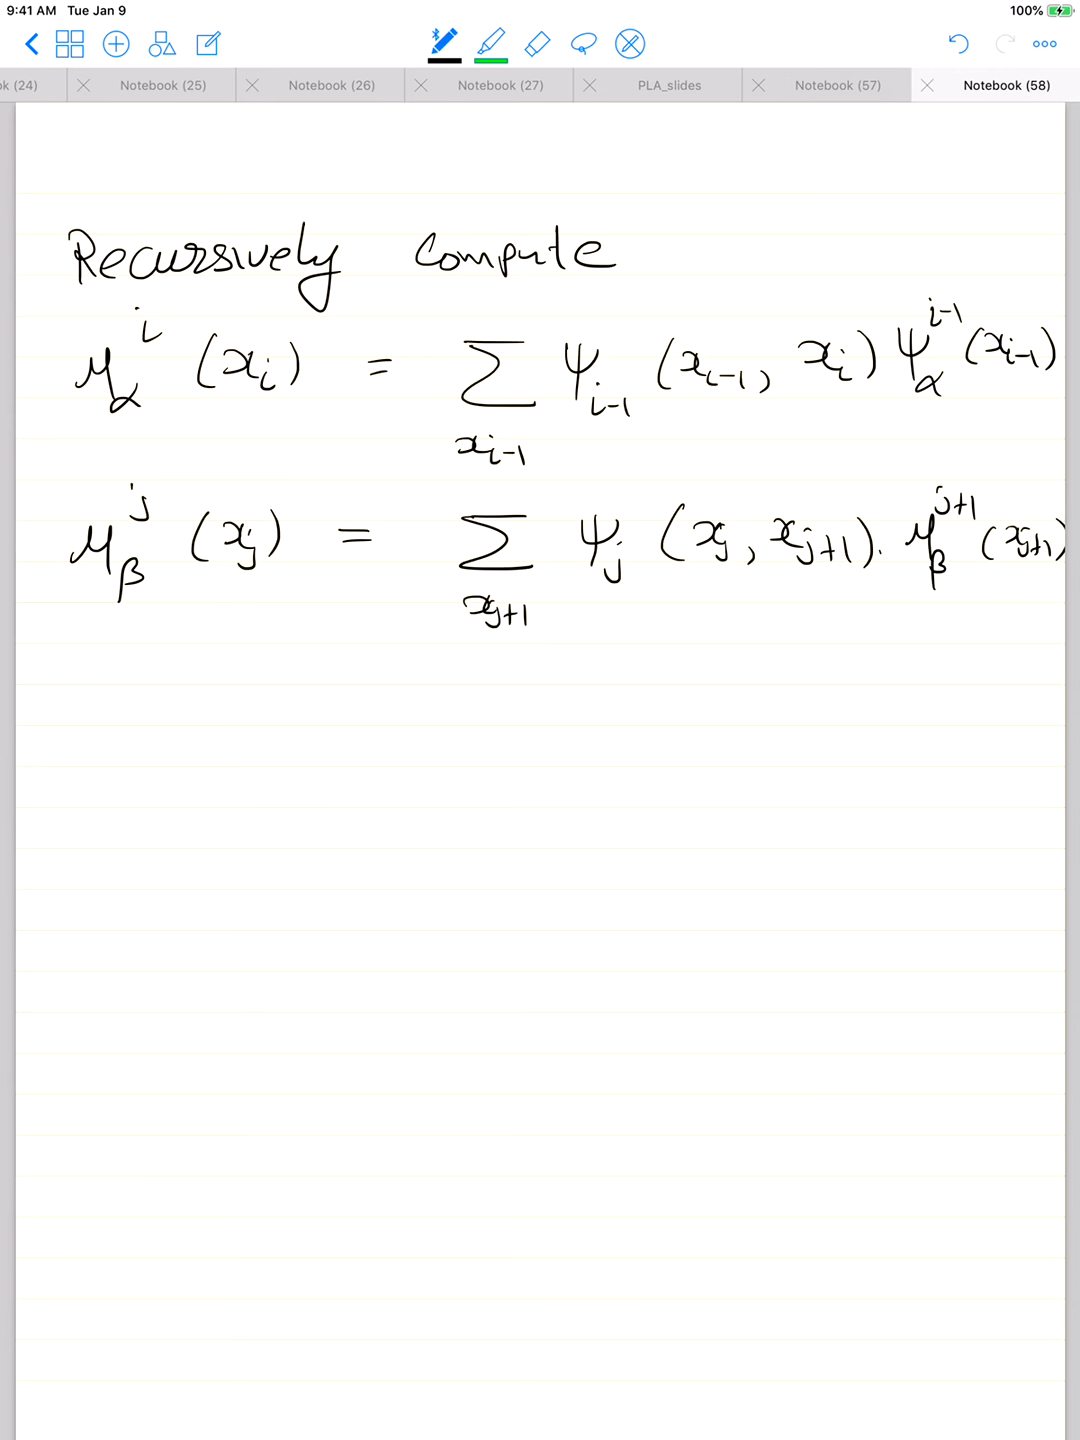 9:41 AM Tue Jan 9 100%
ok (24) Notebook (25) Notebook (26) Notebook (27) PLA_slides Notebook (57) Notebook (58)
Recursively compute
μ_α^i (x_i) = ∑_{x_{i-1}} ψ_{i-1} (x_{i-1}, x_i) ψ_α^{i-1} (x_{i-1})
μ_β^j (x_j) = ∑_{x_{j+1}} ψ_j (x_j, x_{j+1}). μ_β^{j+1} (x_{j+1})